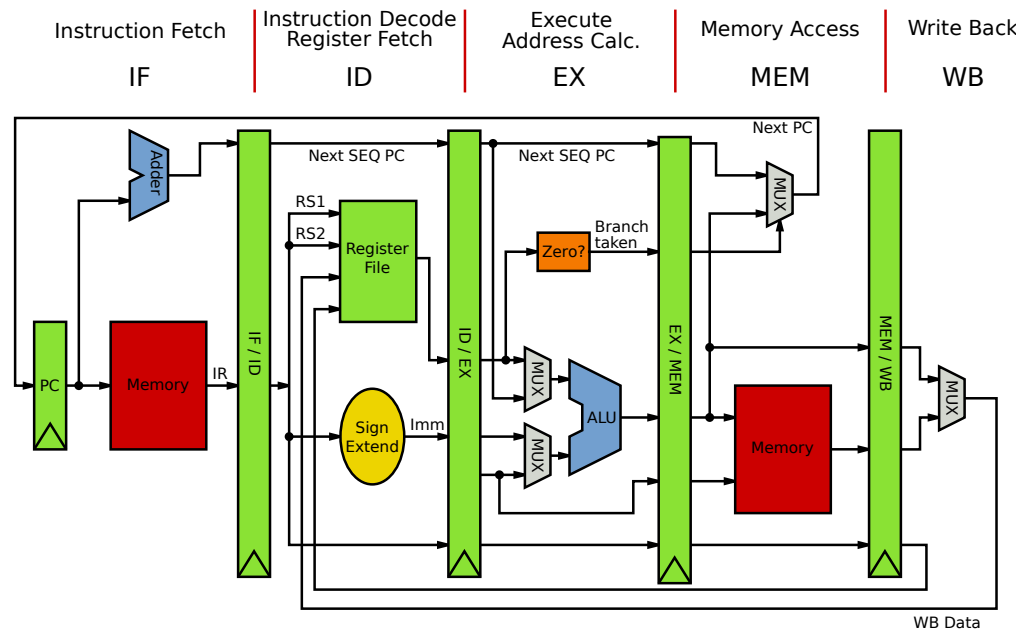 Instruction Fetch
IF
Instruction Decode
Register Fetch
ID
Execute
Address Calc.
EX
Memory Access
MEM
Write Back
WB
Next PC
Adder
Next SEQ PC
Next SEQ PC
MUX
RS1
RS2
Register
File
Branch
taken
Zero?
PC
Memory
IR
IF / ID
ID / EX
EX / MEM
MEM / WB
MUX
ALU
MUX
MUX
Sign
Extend
Imm
Memory
WB Data